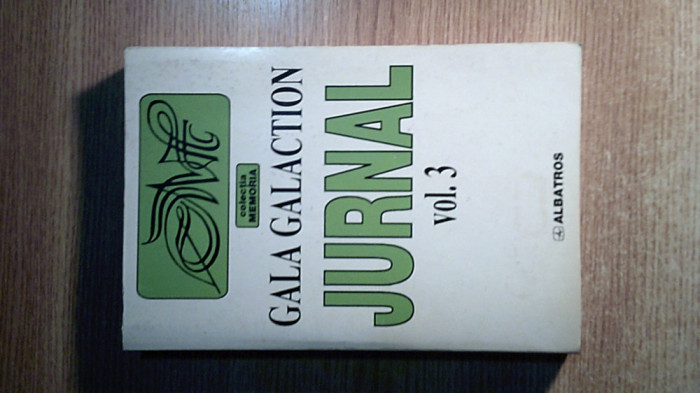 colecția
MEMORIA
GALA GALACTION
JURNAL
vol. 3
ALBATROS